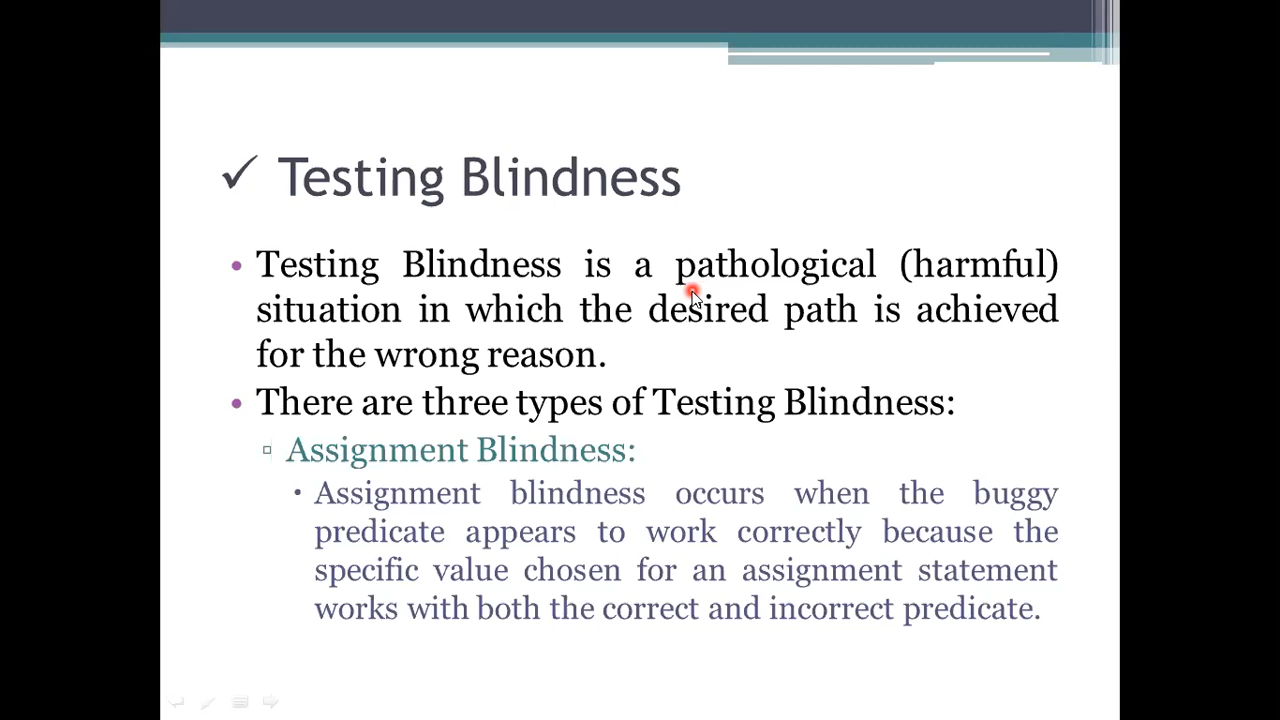 ✓ Testing Blindness
• Testing Blindness is a pathological (harmful)
situation in which the desired path is achieved
for the wrong reason.
• There are three types of Testing Blindness:
▫ Assignment Blindness:
• Assignment blindness occurs when the buggy
predicate appears to work correctly because the
specific value chosen for an assignment statement
works with both the correct and incorrect predicate.